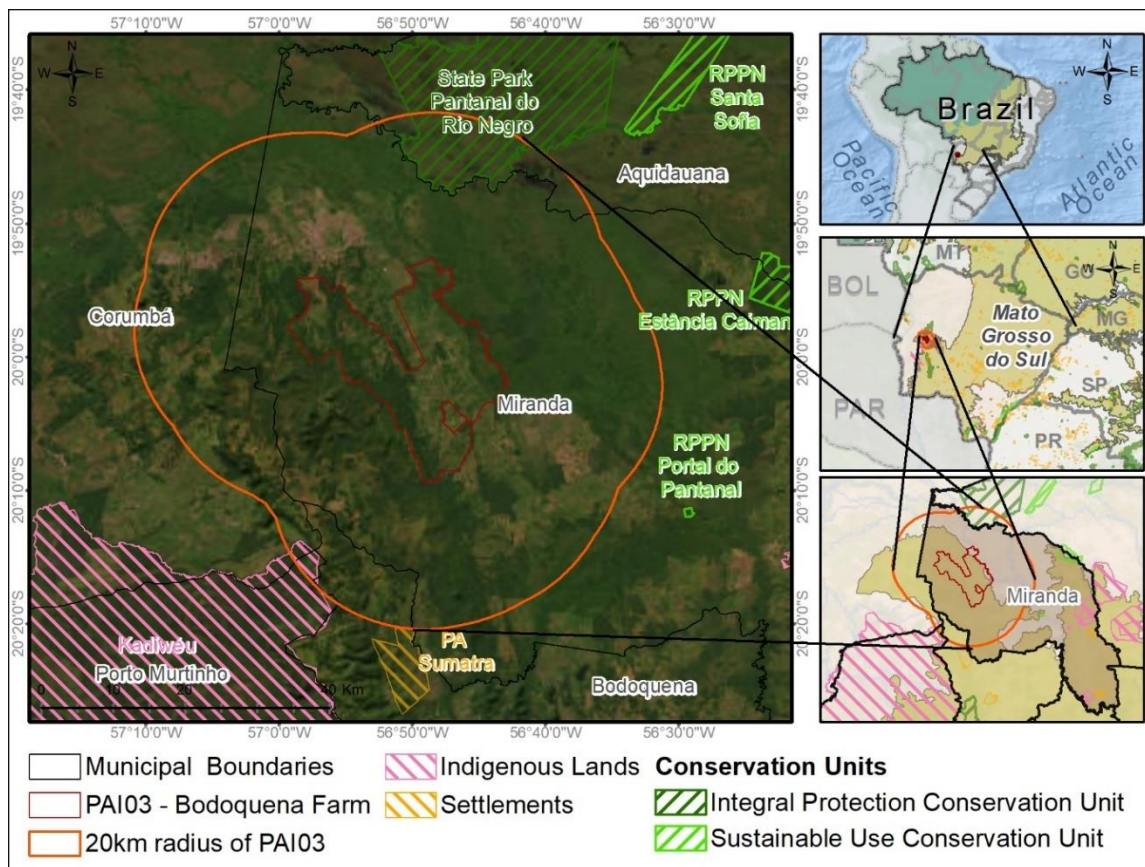 57°10'0"W 57°0'0"W 56°50'0"W 56°40'0"W 56°30'0"W
N
W E
S
19°40'0"S
19°50'0"S
20°0'0"S
20°10'0"S
20°20'0"S
State Park
Pantanal do
Rio Negro
RPPN
Santa
Sofia
Aquidauana
Corumbá
RPPN
Estância Caiman
Miranda
RPPN
Portal do
Pantanal
Kadiwéu
Porto Murtinho
PA
Sumatra
Bodoquena
0 10 20 40 Km
57°10'0"W 57°0'0"W 56°50'0"W 56°40'0"W 56°30'0"W
N
W E
S
Brazil
Pacific
Ocean
Atlantic
Ocean
N
W E
S
MT
GO
BOL
MG
Mato
Grosso
do Sul
SP
PAR
PR
Miranda
Municipal Boundaries
PAI03 - Bodoquena Farm
20km radius of PAI03
Indigenous Lands
Settlements
Conservation Units
Integral Protection Conservation Unit
Sustainable Use Conservation Unit